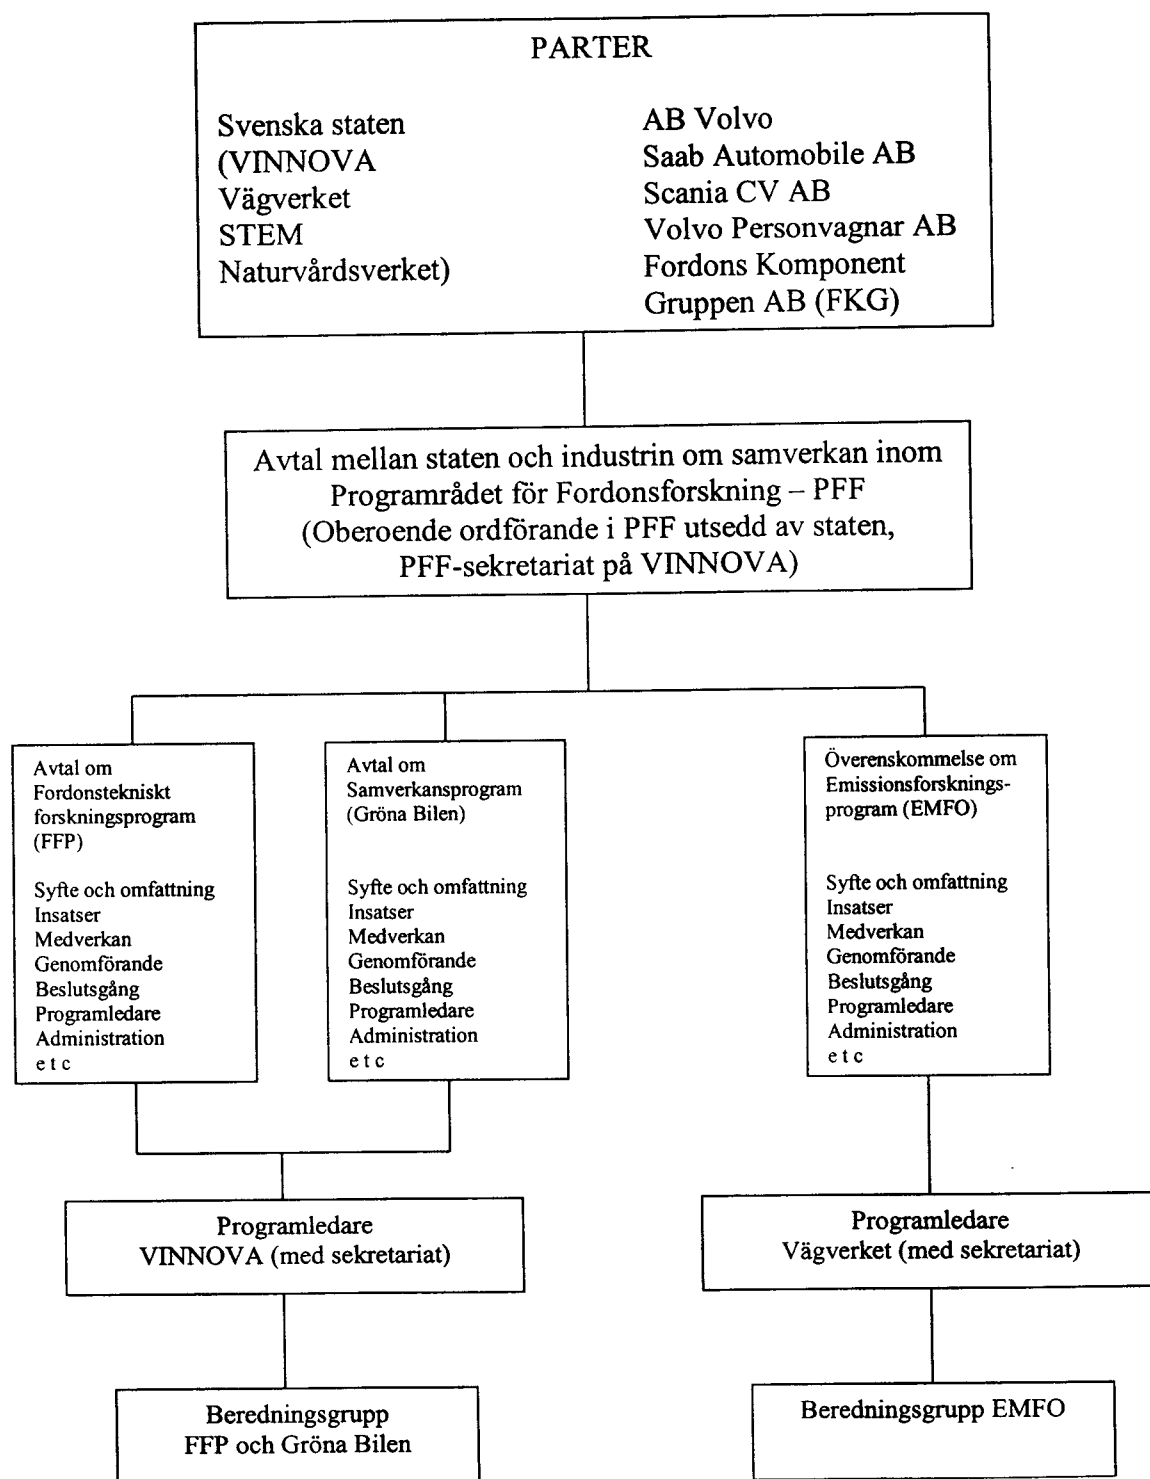 PARTER
Svenska staten
(VINNOVA
Vägverket
STEM
Naturvårdsverket)
AB Volvo
Saab Automobile AB
Scania CV AB
Volvo Personvagnar AB
Fordons Komponent
Gruppen AB (FKG)
Avtal mellan staten och industrin om samverkan inom
Programrådet för Fordonsforskning – PFF
(Oberoende ordförande i PFF utsedd av staten,
PFF-sekretariat på VINNOVA)
Avtal om
Fordonstekniskt
forskningsprogram
(FFP)
Syfte och omfattning
Insatser
Medverkan
Genomförande
Beslutsgång
Programledare
Administration
e t c
Avtal om
Samverkansprogram
(Gröna Bilen)
Syfte och omfattning
Insatser
Medverkan
Genomförande
Beslutsgång
Programledare
Administration
etc
Överenskommelse om
Emissionsforsknings-
program (EMFO)
Syfte och omfattning
Insatser
Medverkan
Genomförande
Beslutsgång
Programledare
Administration
e t c
Programledare
VINNOVA (med sekretariat)
Programledare
Vägverket (med sekretariat)
Beredningsgrupp
FFP och Gröna Bilen
Beredningsgrupp EMFO